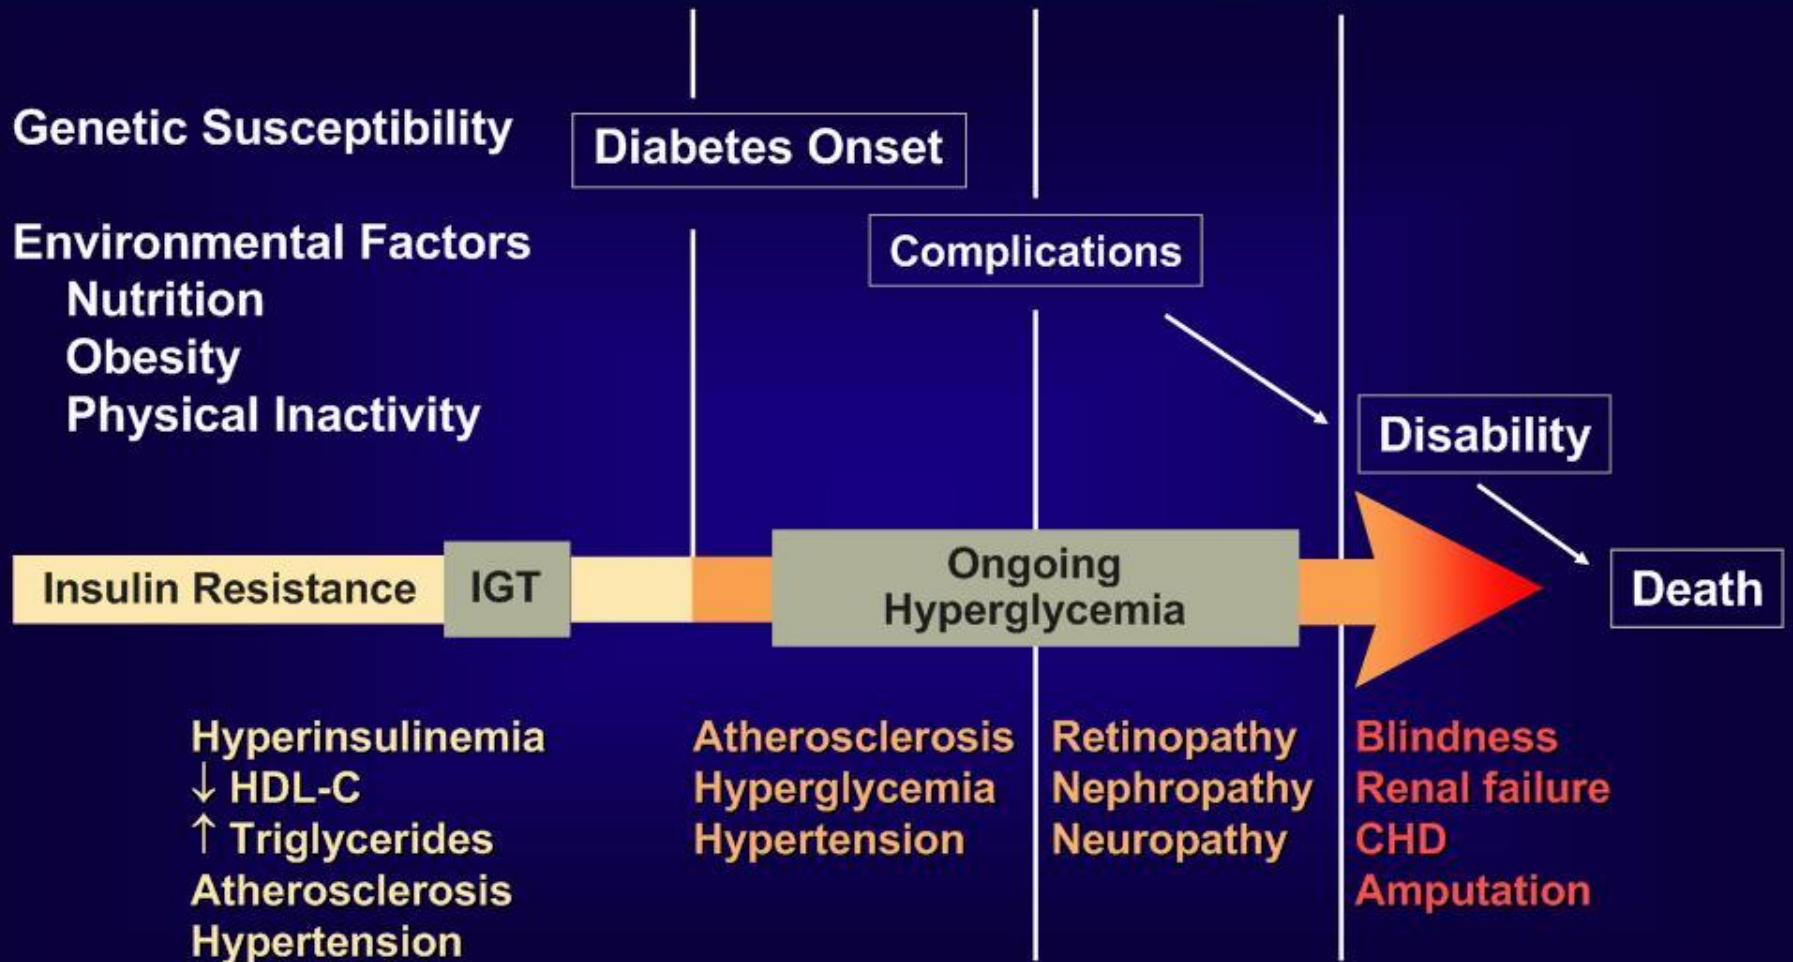 Genetic Susceptibility
Diabetes Onset
Environmental Factors
Nutrition
Obesity
Physical Inactivity
Complications
Disability
Death
Insulin Resistance
IGT
Ongoing
Hyperglycemia
Hyperinsulinemia
↓ HDL-C
↑ Triglycerides
Atherosclerosis
Hypertension
Atherosclerosis
Hyperglycemia
Hypertension
Retinopathy
Nephropathy
Neuropathy
Blindness
Renal failure
CHD
Amputation